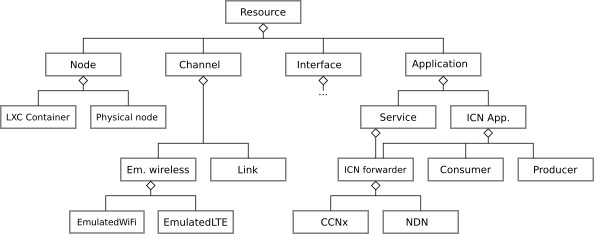 Resource
Node
Channel
Interface
Application
...
LXC Container
Physical node
Service
ICN App.
Em. wireless
Link
ICN forwarder
Consumer
Producer
EmulatedWiFi
EmulatedLTE
CCNx
NDN